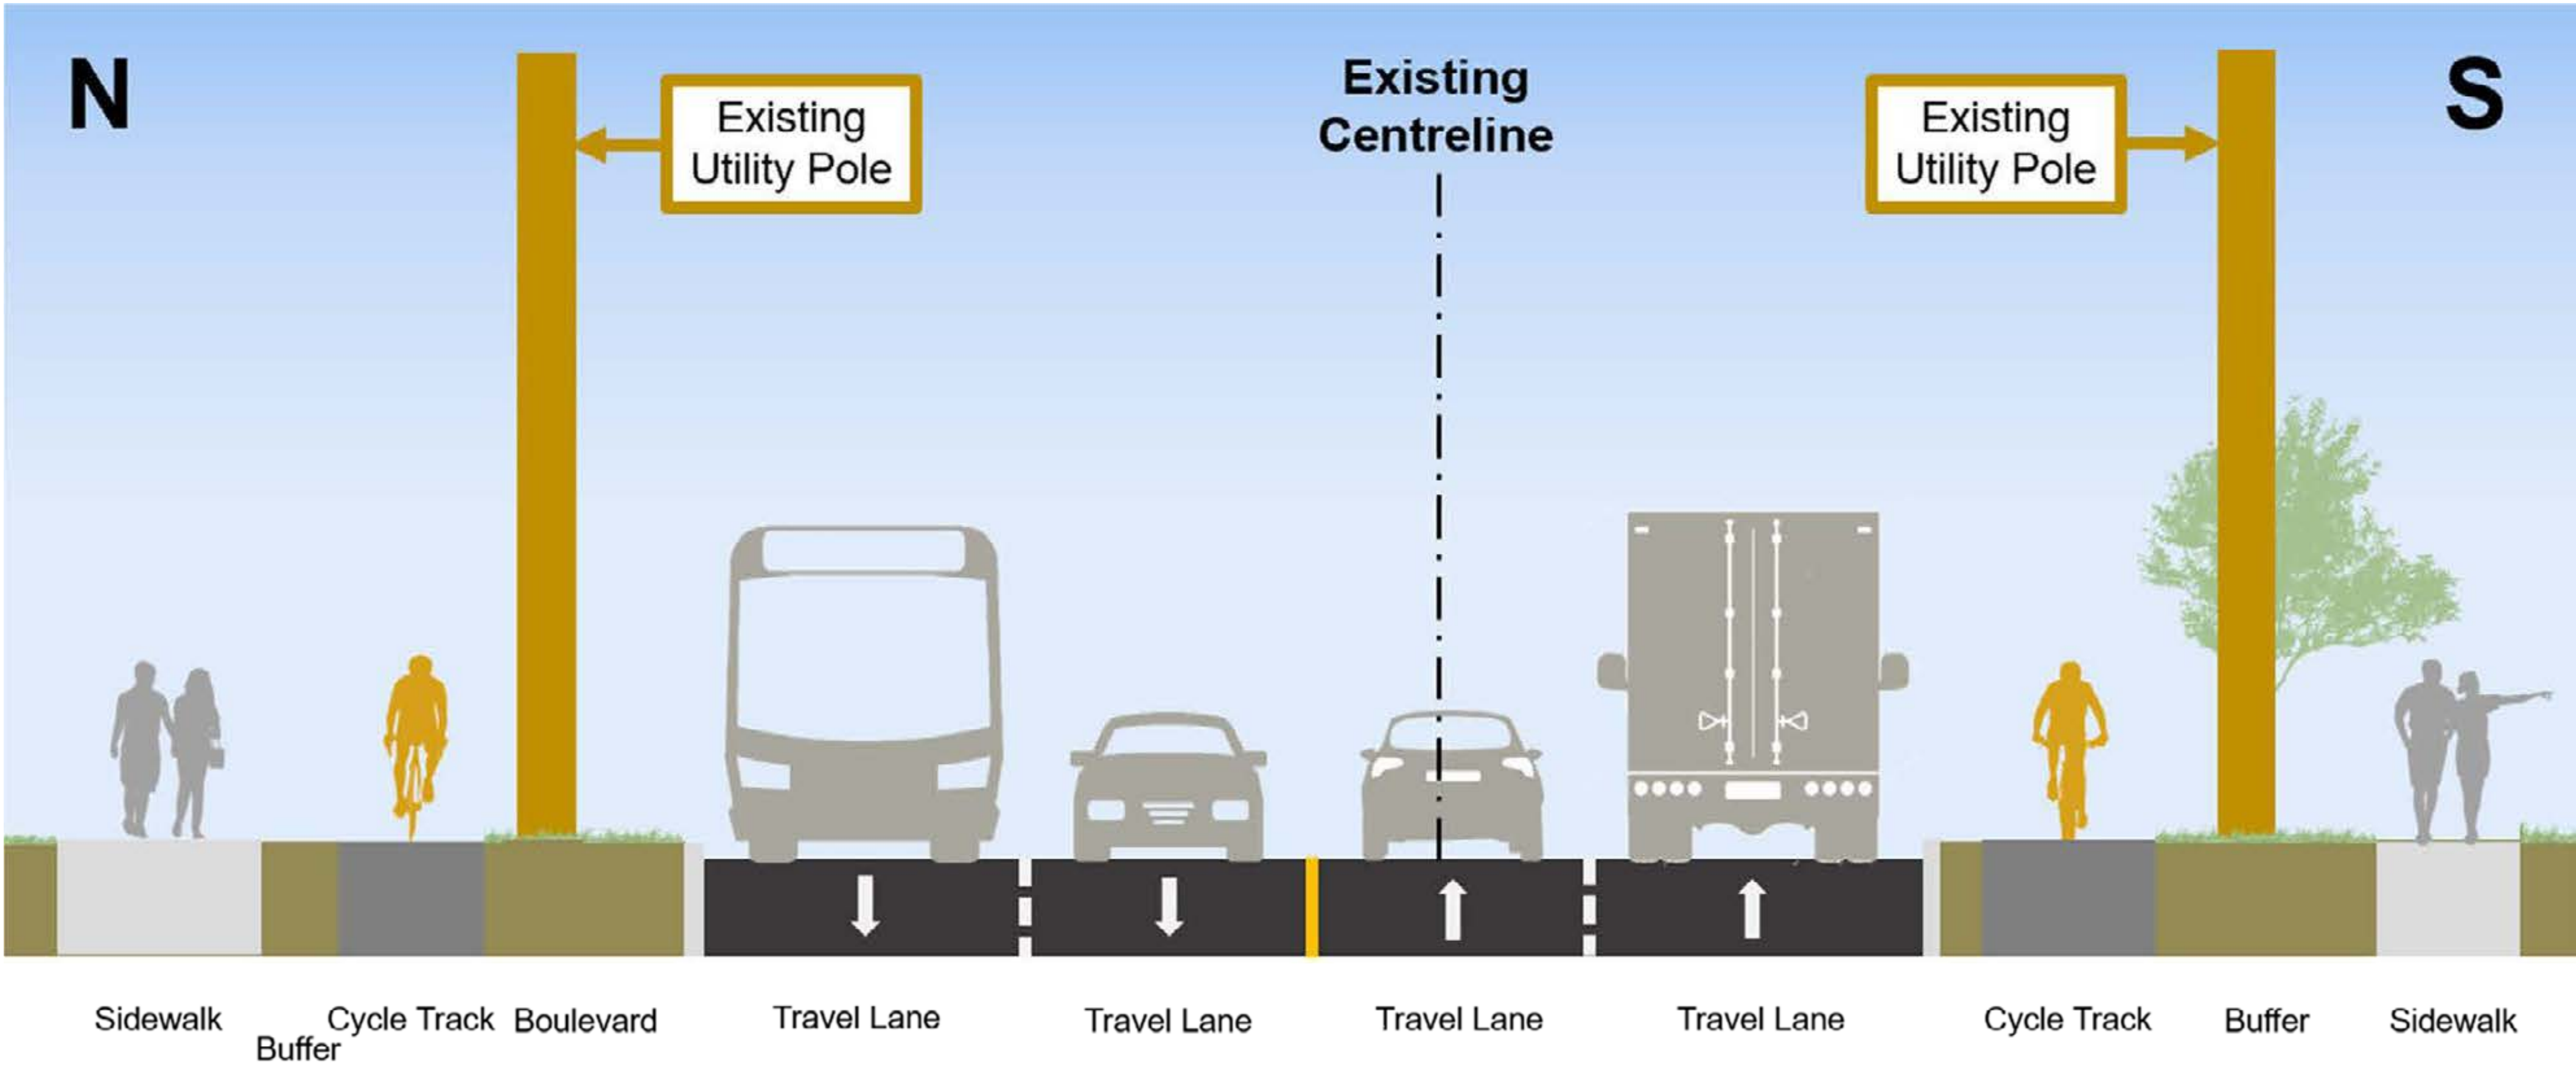 N
Existing
Utility Pole
Existing
Centreline
Existing
Utility Pole
S
Sidewalk
Buffer
Cycle Track
Boulevard
Travel Lane
Travel Lane
Travel Lane
Travel Lane
Cycle Track
Buffer
Sidewalk